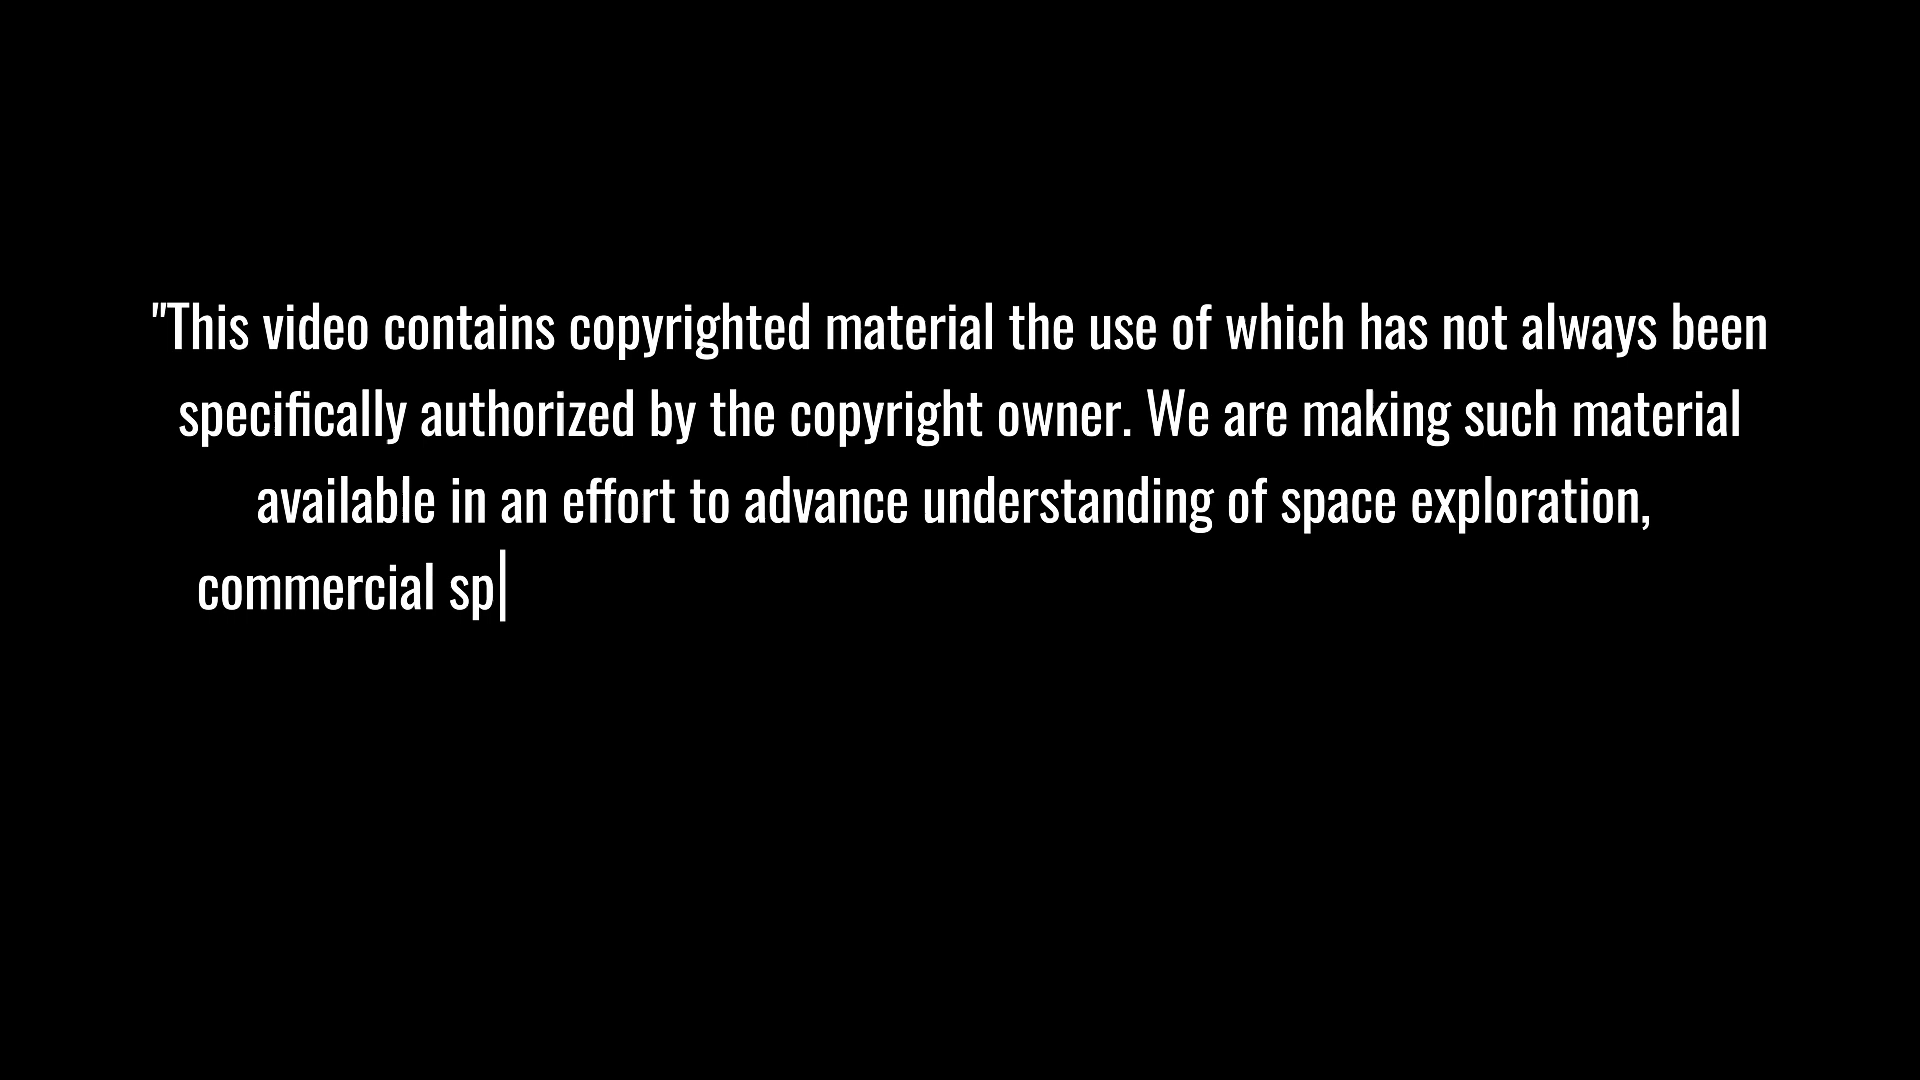 "This video contains copyrighted material the use of which has not always been
specifically authorized by the copyright owner. We are making such material
available in an effort to advance understanding of space exploration,
commercial sp